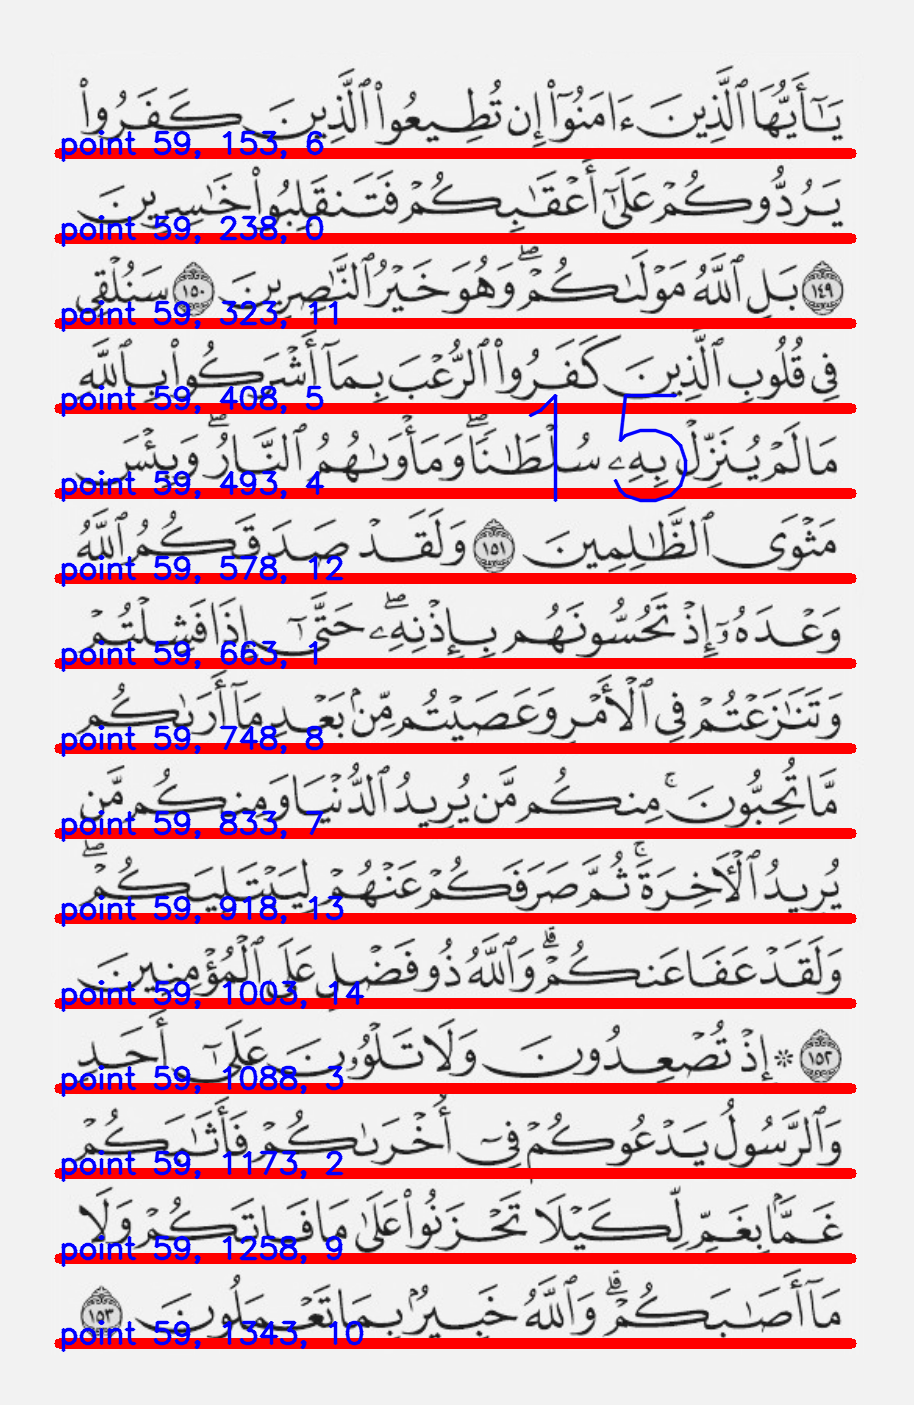 يَـٰٓأَيُّهَا ٱلَّذِينَ ءَامَنُوٓا۟ إِن تُطِيعُوا۟ ٱلَّذِينَ كَفَرُوا۟
point 59, 153, 6
يَرُدُّوكُمْ عَلَىٰٓ أَعْقَـٰبِكُمْ فَتَنقَلِبُوا۟ خَـٰسِرِينَ
point 59, 238, 0
١٤٩ بَلِ ٱللَّهُ مَوْلَىٰكُمْ ۖ وَهُوَ خَيْرُ ٱلنَّـٰصِرِينَ ١٥٠ سَنُلْقِى
point 59, 323, 11
فِى قُلُوبِ ٱلَّذِينَ كَفَرُوا۟ ٱلرُّعْبَ بِمَآ أَشْرَكُوا۟ بِٱللَّهِ
point 59, 408, 5
15
مَا لَمْ يُنَزِّلْ بِهِۦ سُلْطَـٰنًا ۖ وَمَأْوَىٰهُمُ ٱلنَّارُ ۖ وَبِئْسَ
point 59, 493, 4
مَثْوَى ٱلظَّـٰلِمِينَ ١٥١ وَلَقَدْ صَدَقَكُمُ ٱللَّهُ
point 59, 578, 12
وَعْدَهُۥٓ إِذْ تَحُسُّونَهُم بِإِذْنِهِۦ ۖ حَتَّىٰٓ إِذَا فَشِلْتُمْ
point 59, 663, 1
وَتَنَـٰزَعْتُمْ فِى ٱلْأَمْرِ وَعَصَيْتُم مِّنۢ بَعْدِ مَآ أَرَىٰكُم
point 59, 748, 8
مَّا تُحِبُّونَ ۚ مِنكُم مَّن يُرِيدُ ٱلدُّنْيَا وَمِنكُم مَّن
point 59, 833, 7
يُرِيدُ ٱلْـَٔاخِرَةَ ۚ ثُمَّ صَرَفَكُمْ عَنْهُمْ لِيَبْتَلِيَكُمْ ۖ
point 59, 918, 13
وَلَقَدْ عَفَا عَنكُمْ ۗ وَٱللَّهُ ذُو فَضْلٍ عَلَى ٱلْمُؤْمِنِينَ
point 59, 1003, 14
١٥٢ ۞ إِذْ تُصْعِدُونَ وَلَا تَلْوُۥنَ عَلَىٰٓ أَحَدٍ
point 59, 1088, 3
وَٱلرَّسُولُ يَدْعُوكُمْ فِىٓ أُخْرَىٰكُمْ فَأَثَـٰبَكُمْ
point 59, 1173, 2
غَمًّۢا بِغَمٍّ لِّكَيْلَا تَحْزَنُوا۟ عَلَىٰ مَا فَاتَكُمْ وَلَا
point 59, 1258, 9
مَآ أَصَـٰبَكُمْ ۗ وَٱللَّهُ خَبِيرٌۢ بِمَا تَعْمَلُونَ ١٥٣
point 59, 1343, 10